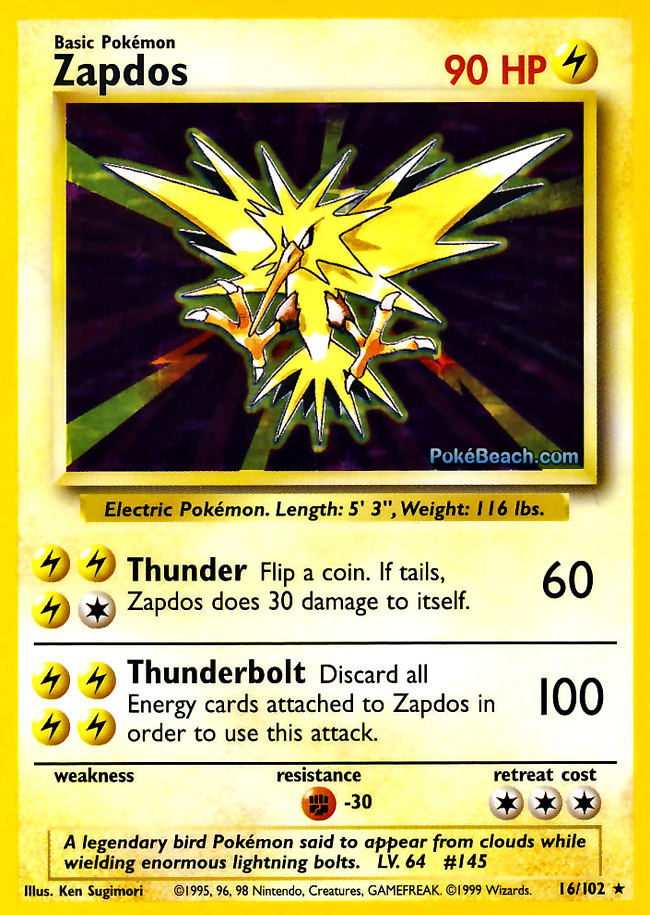 Basic Pokémon
Zapdos
90 HP
PokéBeach.com
Electric Pokémon. Length: 5' 3", Weight: 116 lbs.
Thunder Flip a coin. If tails,
Zapdos does 30 damage to itself.
60
Thunderbolt Discard all
Energy cards attached to Zapdos in
order to use this attack.
100
weakness resistance retreat cost
-30
A legendary bird Pokémon said to appear from clouds while
wielding enormous lightning bolts. LV. 64 #145
Illus. Ken Sugimori ©1995, 96, 98 Nintendo, Creatures, GAMEFREAK. ©1999 Wizards. 16/102 ★